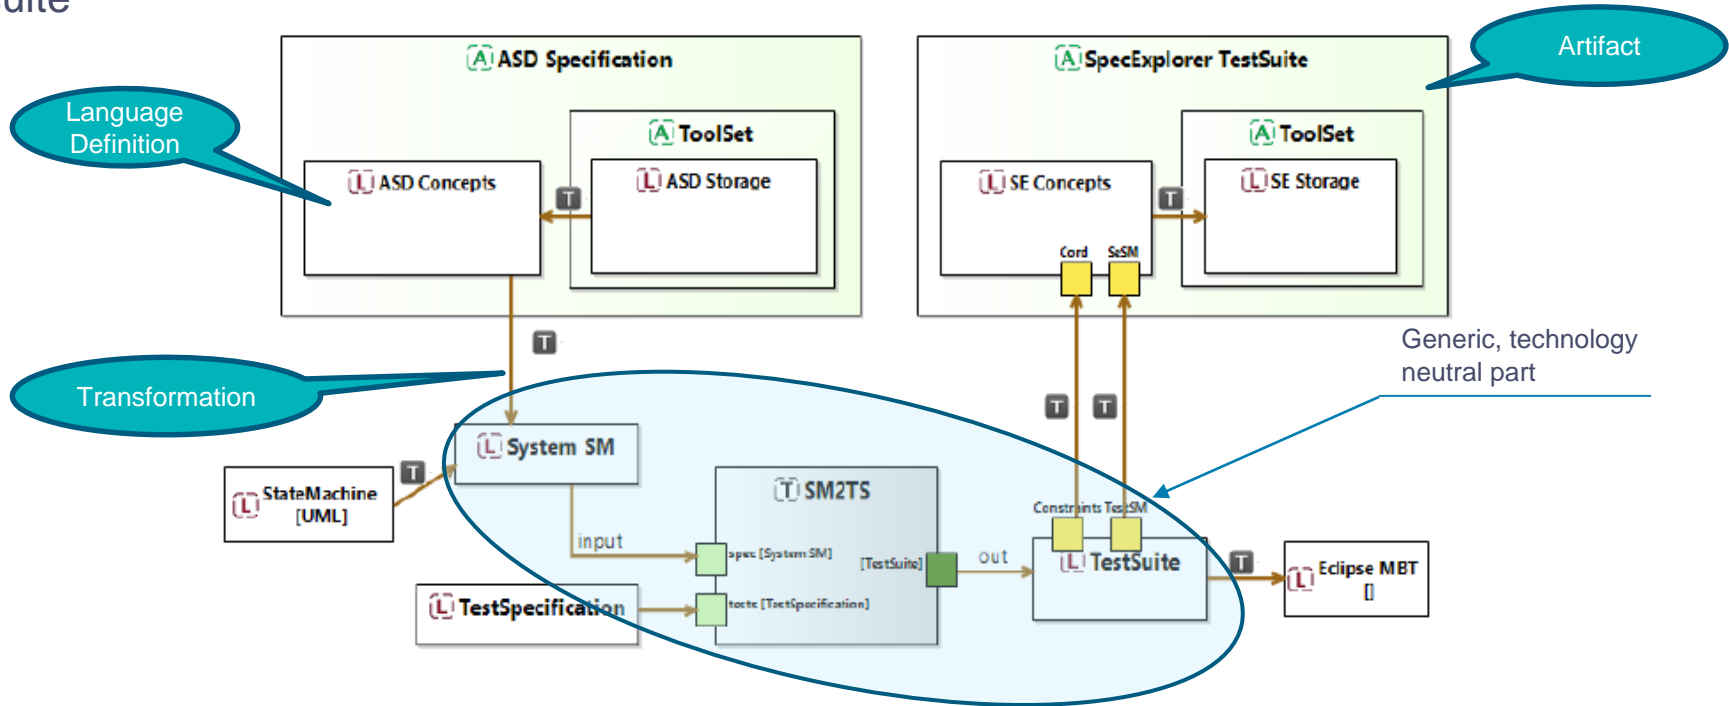 suite
Artifact
A ASD Specification
A SpecExplorer TestSuite
Language
Definition
A ToolSet
A ToolSet
L ASD Concepts
L ASD Storage
L SE Concepts
L SE Storage
T
T
Cord
SeSM
T
Generic, technology
neutral part
Transformation
T
T
L System SM
T
L StateMachine
[UML]
T SM2TS
Constraints TestSM
input
spec [System SM]
[TestSuite]
out
L TestSuite
T
L Eclipse MBT
[]
L TestSpecification
tests [TestSpecification]